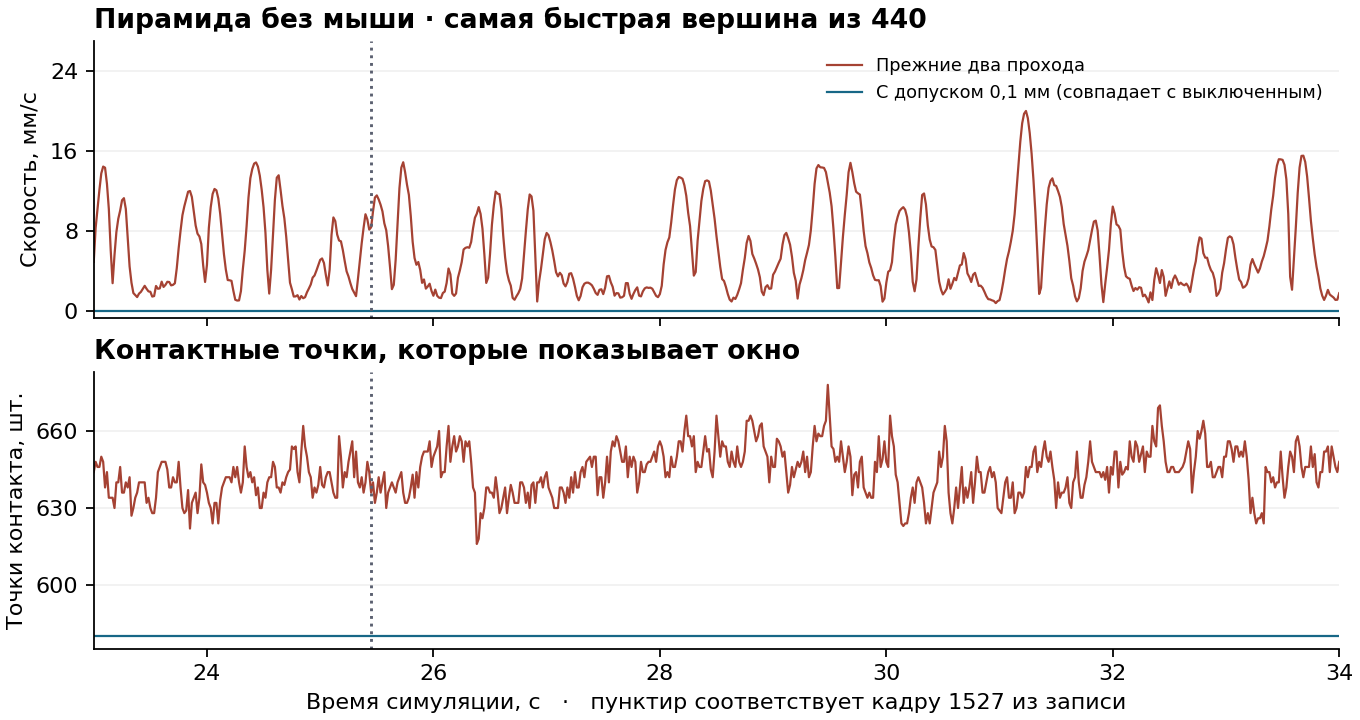 Пирамида без мыши · самая быстрая вершина из 440
Прежние два прохода
С допуском 0,1 мм (совпадает с выключенным)
Скорость, мм/с
24
16
8
0
Контактные точки, которые показывает окно
Точки контакта, шт.
660
630
600
24 26 28 30 32 34
Время симуляции, с · пунктир соответствует кадру 1527 из записи